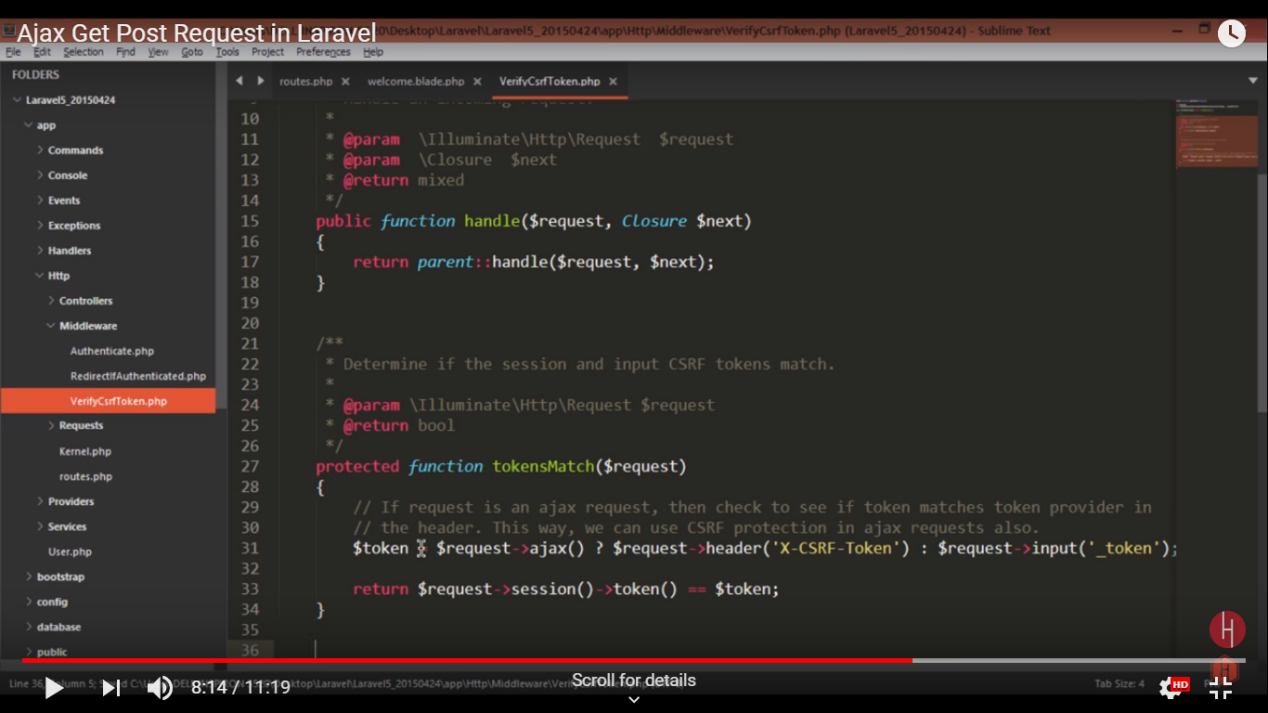 Ajax Get Post Request in Laravel
0/Desktop/Laravel/Laravel5_20150424\app\Http\Middleware\VerifyCsrfToken.php (Laravel5_20150424) - Sublime Text
File Edit Selection Find View Goto Tools Project Preferences Help
FOLDERS
Laravel5_20150424
app
Commands
Console
Events
Exceptions
Handlers
Http
Controllers
Middleware
Authenticate.php
RedirectIfAuthenticated.php
VerifyCsrfToken.php
Requests
Kernel.php
routes.php
Providers
Services
User.php
bootstrap
config
database
public
routes.php × welcome.blade.php × VerifyCsrfToken.php ×
10 *
11 * @param \Illuminate\Http\Request $request
12 * @param \Closure $next
13 * @return mixed
14 */
15 public function handle($request, Closure $next)
16 {
17 return parent::handle($request, $next);
18 }
19
20
21 /**
22 * Determine if the session and input CSRF tokens match.
23 *
24 * @param \Illuminate\Http\Request $request
25 * @return bool
26 */
27 protected function tokensMatch($request)
28 {
29 // If request is an ajax request, then check to see if token matches token provider in
30 // the header. This way, we can use CSRF protection in ajax requests also.
31 $token = $request->ajax() ? $request->header('X-CSRF-Token') : $request->input('_token');
32
33 return $request->session()->token() == $token;
34 }
35
36
H
Scroll for details
8:14 / 11:19
Tab Size: 4
HD